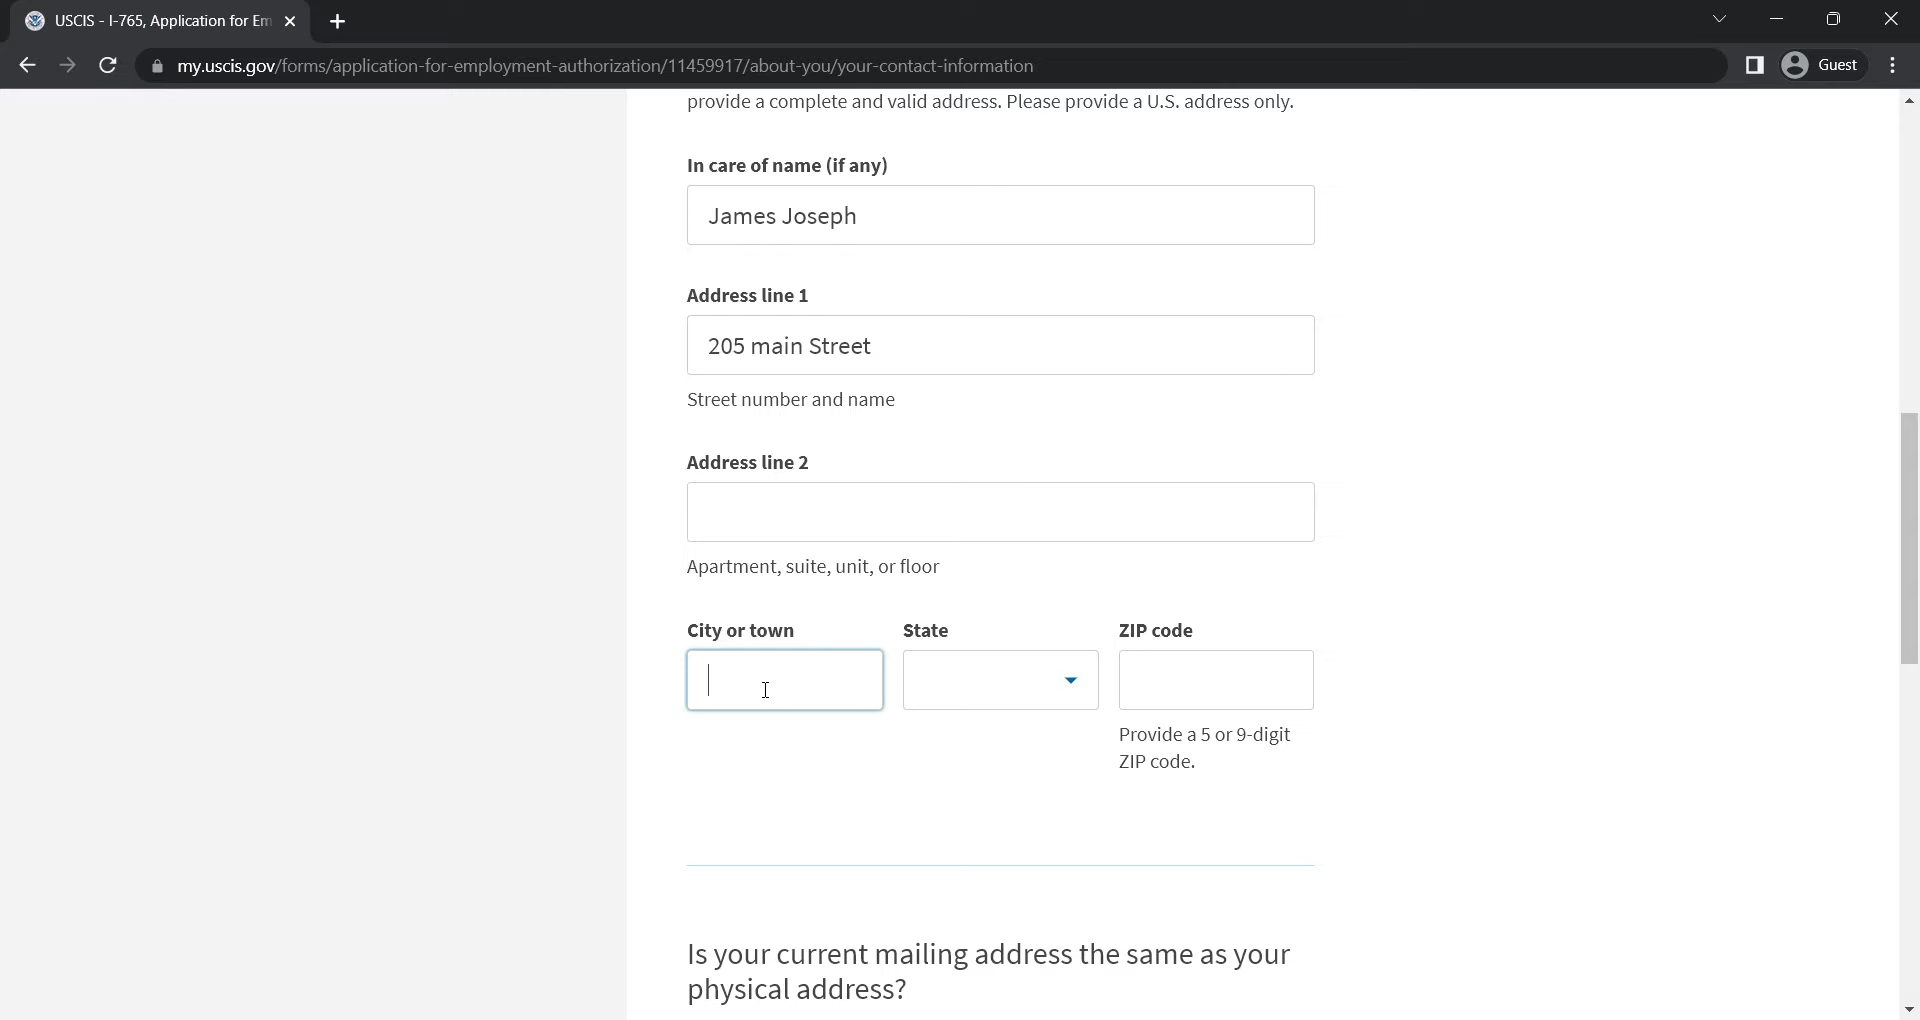 USCIS - I-765, Application for Em
my.uscis.gov/forms/application-for-employment-authorization/11459917/about-you/your-contact-information
Guest
provide a complete and valid address. Please provide a U.S. address only.
In care of name (if any)
James Joseph
Address line 1
205 main Street
Street number and name
Address line 2
Apartment, suite, unit, or floor
City or town State ZIP code
Provide a 5 or 9-digit
ZIP code.
Is your current mailing address the same as your
physical address?